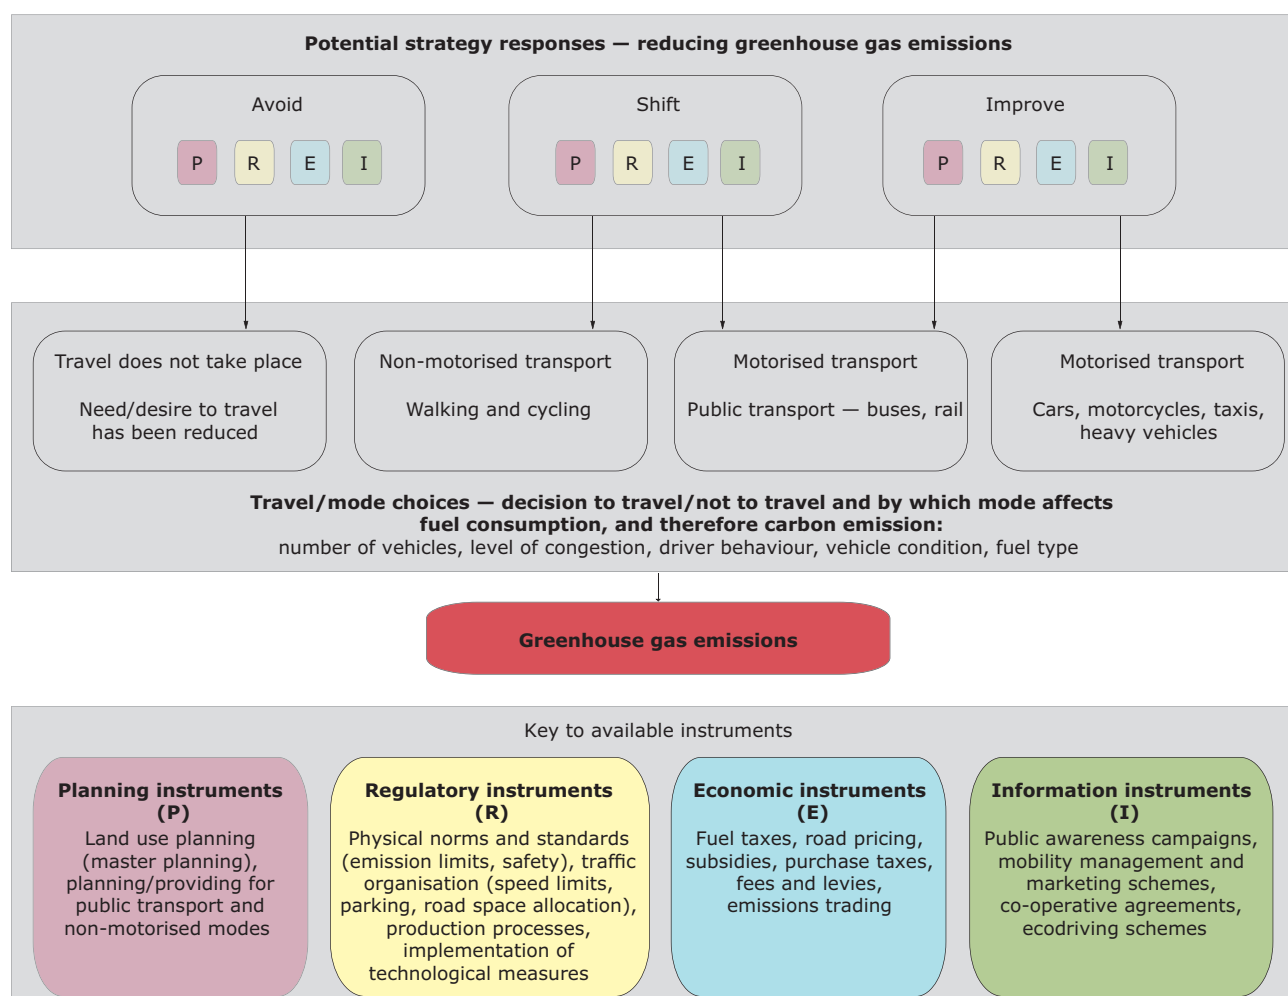 Potential strategy responses — reducing greenhouse gas emissions
Avoid
P R E I
Shift
P R E I
Improve
P R E I
Travel does not take place
Need/desire to travel
has been reduced
Non-motorised transport
Walking and cycling
Motorised transport
Public transport — buses, rail
Motorised transport
Cars, motorcycles, taxis,
heavy vehicles
Travel/mode choices — decision to travel/not to travel and by which mode affects
fuel consumption, and therefore carbon emission:
number of vehicles, level of congestion, driver behaviour, vehicle condition, fuel type
Greenhouse gas emissions
Key to available instruments
Planning instruments
(P)
Land use planning
(master planning),
planning/providing for
public transport and
non-motorised modes
Regulatory instruments
(R)
Physical norms and standards
(emission limits, safety), traffic
organisation (speed limits,
parking, road space allocation),
production processes,
implementation of
technological measures
Economic instruments
(E)
Fuel taxes, road pricing,
subsidies, purchase taxes,
fees and levies,
emissions trading
Information instruments
(I)
Public awareness campaigns,
mobility management and
marketing schemes,
co-operative agreements,
ecodriving schemes